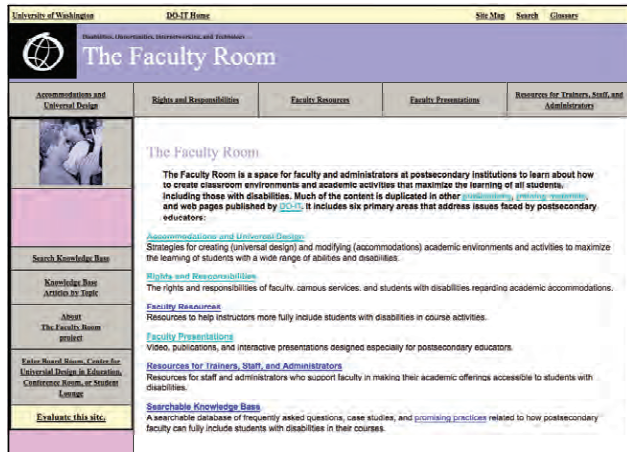 University of Washington
DO-IT Home
Site Map Search Glossary
Disabilities, Opportunities, Internetworking, and Technology
The Faculty Room
Accommodations and
Universal Design
Rights and Responsibilities
Faculty Resources
Faculty Presentations
Resources for Trainers, Staff, and
Administrators
Search Knowledge Base
Knowledge Base
Articles by Topic
About
The Faculty Room
project
Enter Board Room, Center for
Universal Design in Education,
Conference Room, or Student
Lounge
Evaluate this site.
The Faculty Room
The Faculty Room is a space for faculty and administrators at postsecondary institutions to learn about how
to create classroom environments and academic activities that maximize the learning of all students,
including those with disabilities. Much of the content is duplicated in other publications, training materials,
and web pages published by DO-IT. It includes six primary areas that address issues faced by postsecondary
educators:
Accommodations and Universal Design
Strategies for creating (universal design) and modifying (accommodations) academic environments and activities to maximize
the learning of students with a wide range of abilities and disabilities.
Rights and Responsibilities
The rights and responsibilities of faculty, campus services, and students with disabilities regarding academic accommodations.
Faculty Resources
Resources to help instructors more fully include students with disabilities in course activities.
Faculty Presentations
Video, publications, and interactive presentations designed especially for postsecondary educators.
Resources for Trainers, Staff, and Administrators
Resources for staff and administrators who support faculty in making their academic offerings accessible to students with
disabilities.
Searchable Knowledge Base
A searchable database of frequently asked questions, case studies, and promising practices related to how postsecondary
faculty can fully include students with disabilities in their courses.